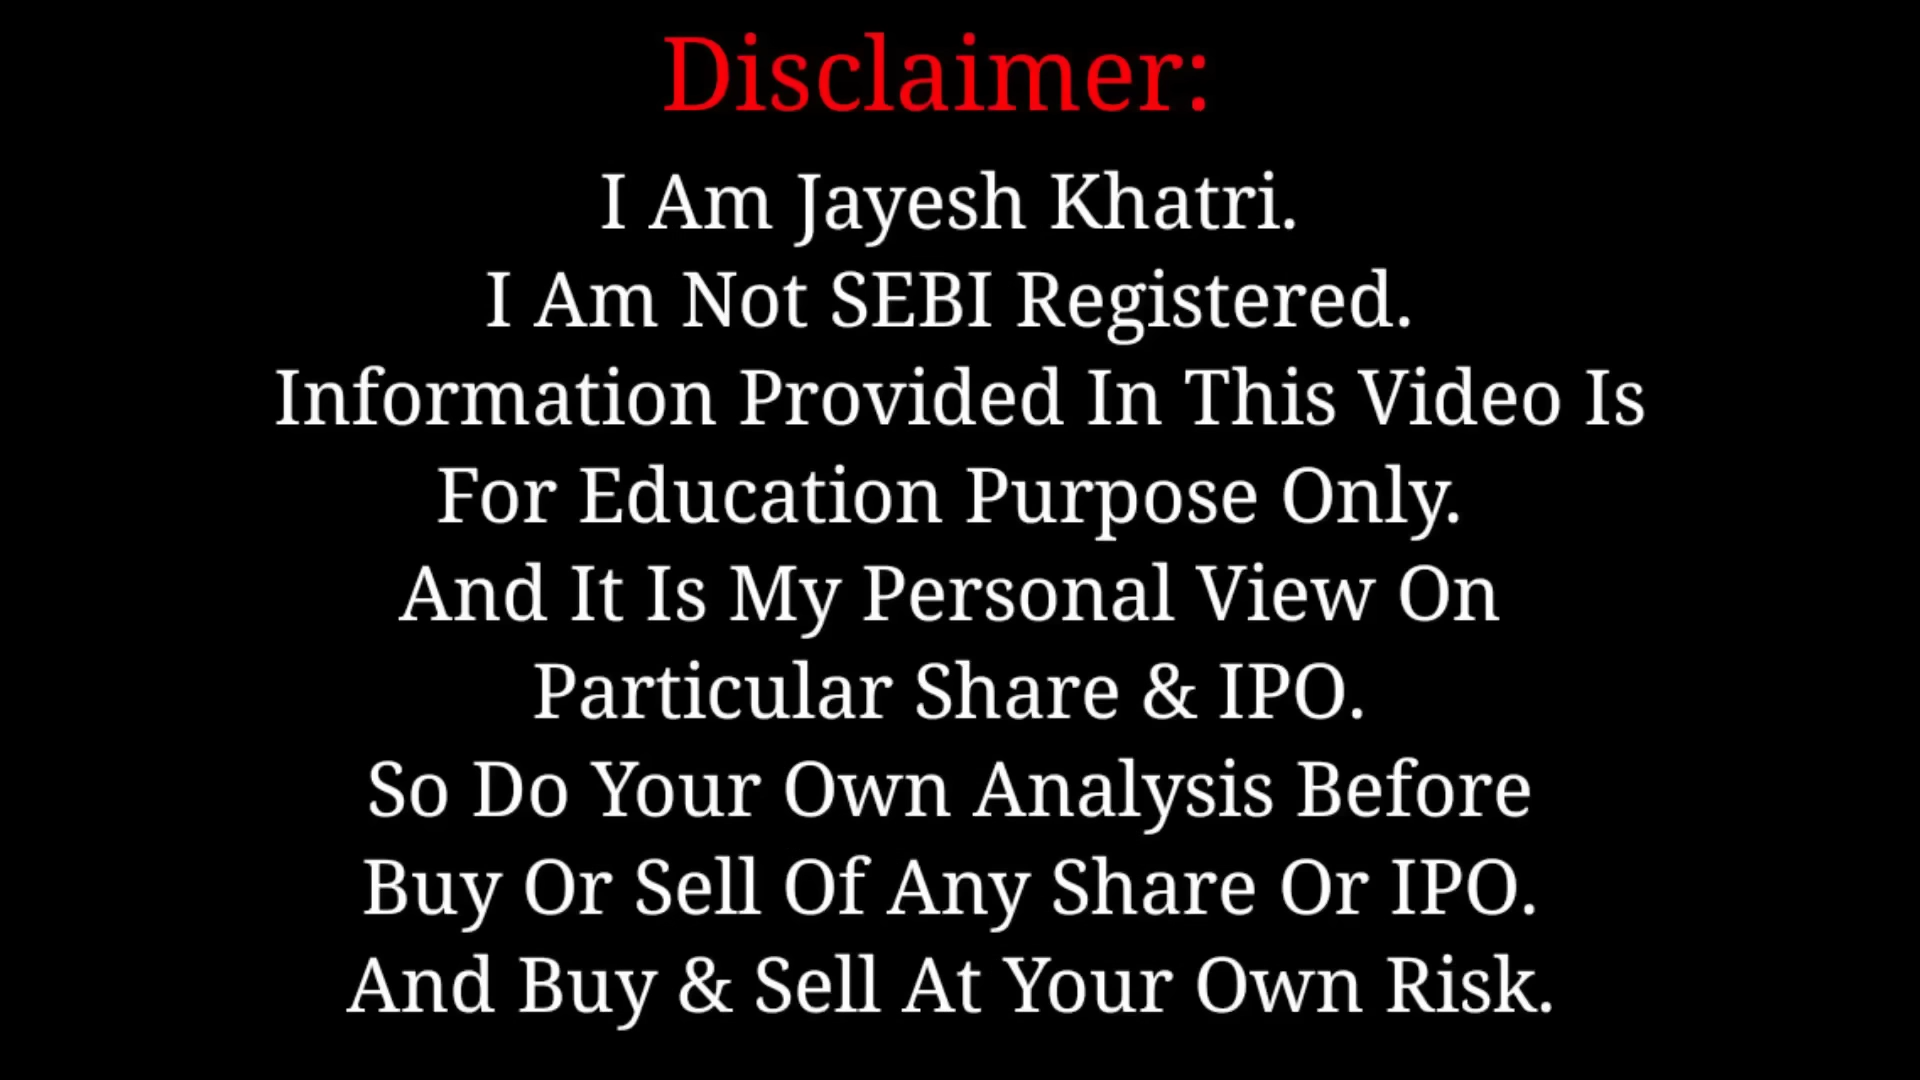 Disclaimer:
I Am Jayesh Khatri.
I Am Not SEBI Registered.
Information Provided In This Video Is
For Education Purpose Only.
And It Is My Personal View On
Particular Share & IPO.
So Do Your Own Analysis Before
Buy Or Sell Of Any Share Or IPO.
And Buy & Sell At Your Own Risk.